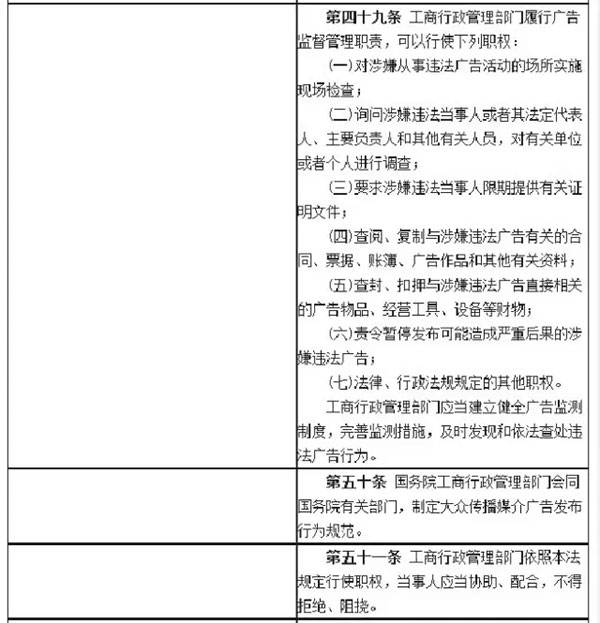 第四十九条 工商行政管理部门履行广告
监督管理职责，可以行使下列职权：
(一)对涉嫌从事违法广告活动的场所实施
现场检查；
(二)询问涉嫌违法当事人或者其法定代表
人、主要负责人和其他有关人员，对有关单位
或者个人进行调查；
(三)要求涉嫌违法当事人限期提供有关证
明文件；
(四)查阅、复制与涉嫌违法广告有关的合
同、票据、账簿、广告作品和其他有关资料；
(五)查封、扣押与涉嫌违法广告直接相关
的广告物品、经营工具、设备等财物；
(六)责令暂停发布可能造成严重后果的涉
嫌违法广告；
(七)法律、行政法规规定的其他职权。
工商行政管理部门应当建立健全广告监测
制度，完善监测措施，及时发现和依法查处违
法广告行为。
第五十条 国务院工商行政管理部门会同
国务院有关部门，制定大众传播媒介广告发布
行为规范。
第五十一条 工商行政管理部门依照本法
规定行使职权，当事人应当协助、配合，不得
拒绝、阻挠。